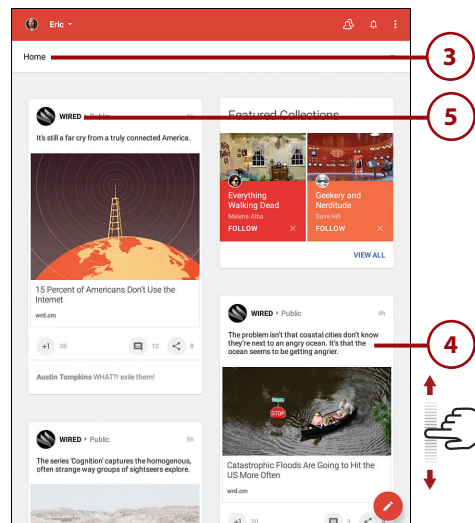 Eric
Home
3
WIRED Public
5
It's still a far cry from a truly connected America.
15 Percent of Americans Don't Use the
Internet
wrd.cm
+1 38 12 8
Austin Tompkins WHAT?! exile them!
WIRED Public 5h
The series 'Cognition' captures the homogenous,
often strange way groups of sightseers explore.
Featured Collections
Everything
Walking Dead
Malena Alba
FOLLOW
Geekery and
Nerditude
Dave Hill
FOLLOW
VIEW ALL
WIRED Public 4h
The problem isn't that coastal cities don't know
they're next to an angry ocean. It's that the
ocean seems to be getting angrier.
4
STOP
Catastrophic Floods Are Going to Hit the
US More Often
wrd.cm
+1 20 3